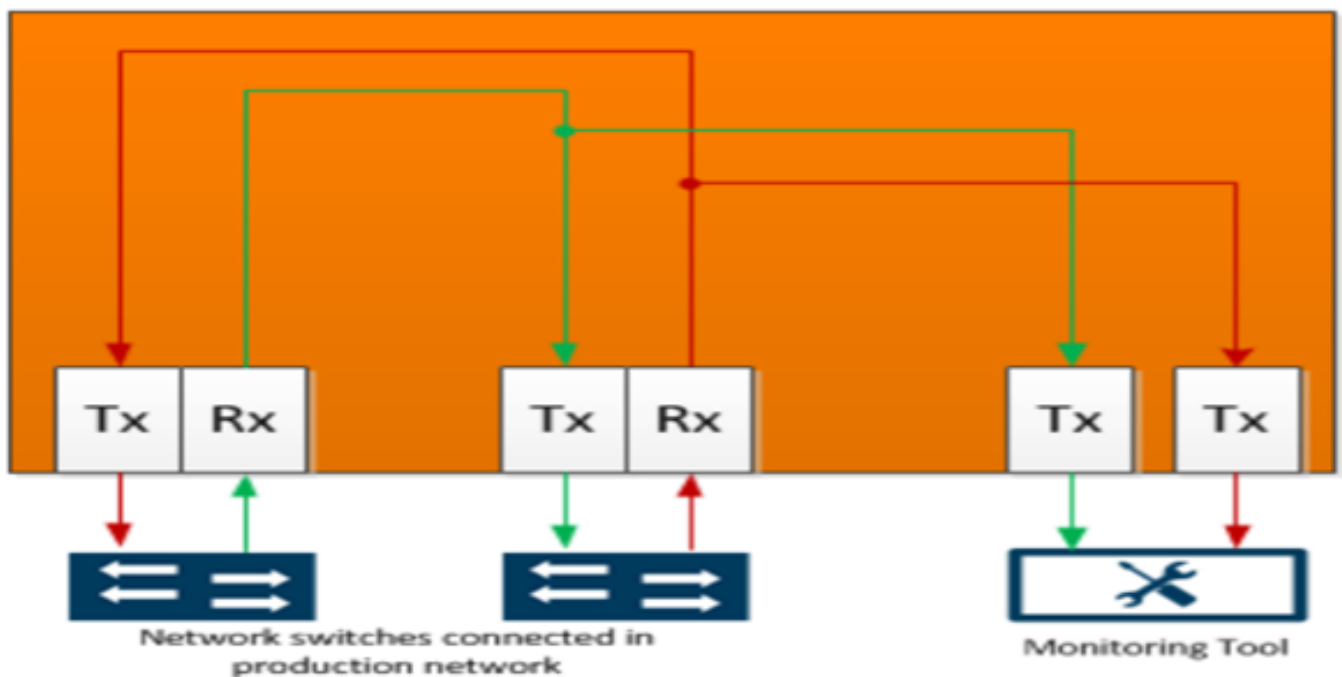 Tx Rx Tx Rx Tx Tx
Network switches connected in
production network
Monitoring Tool